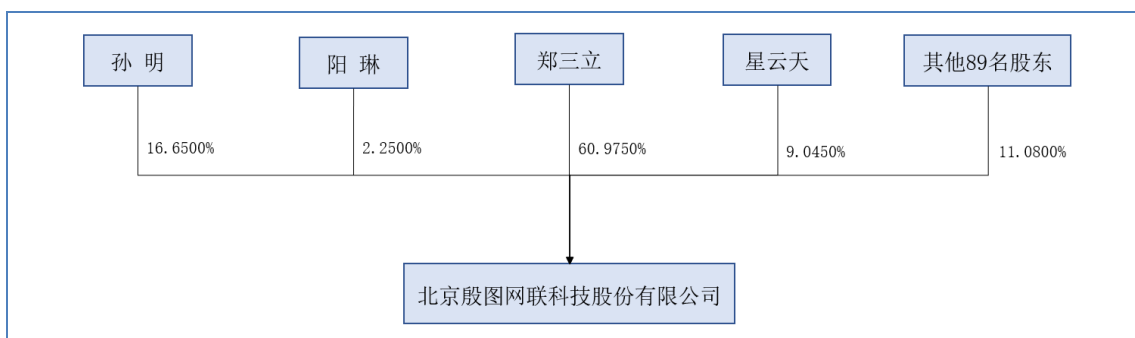 孙 明
阳 琳
郑三立
星云天
其他89名股东
16.6500%
2.2500%
60.9750%
9.0450%
11.0800%
北京殷图网联科技股份有限公司